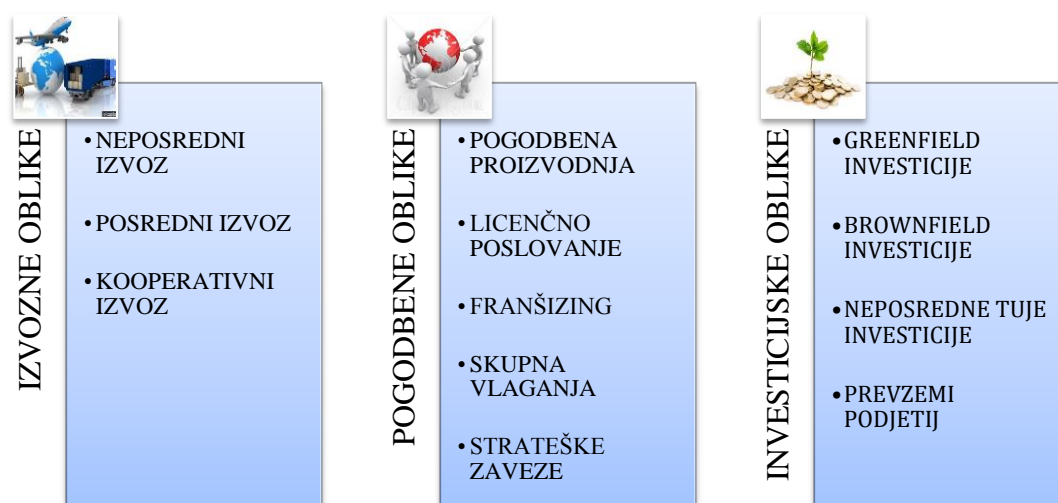 IZVOZNE OBLIKE
• NEPOSREDNI
IZVOZ
• POSREDNI IZVOZ
• KOOPERATIVNI
IZVOZ
POGODBENE OBLIKE
• POGODBENA
PROIZVODNJA
• LICENČNO
POSLOVANJE
• FRANŠIZING
• SKUPNA
VLAGANJA
• STRATEŠKE
ZAVEZE
INVESTICIJSKE OBLIKE
• GREENFIELD
INVESTICIJE
• BROWNFIELD
INVESTICIJE
• NEPOSREDNE TUJE
INVESTICIJE
• PREVZEMI
PODJETIJ